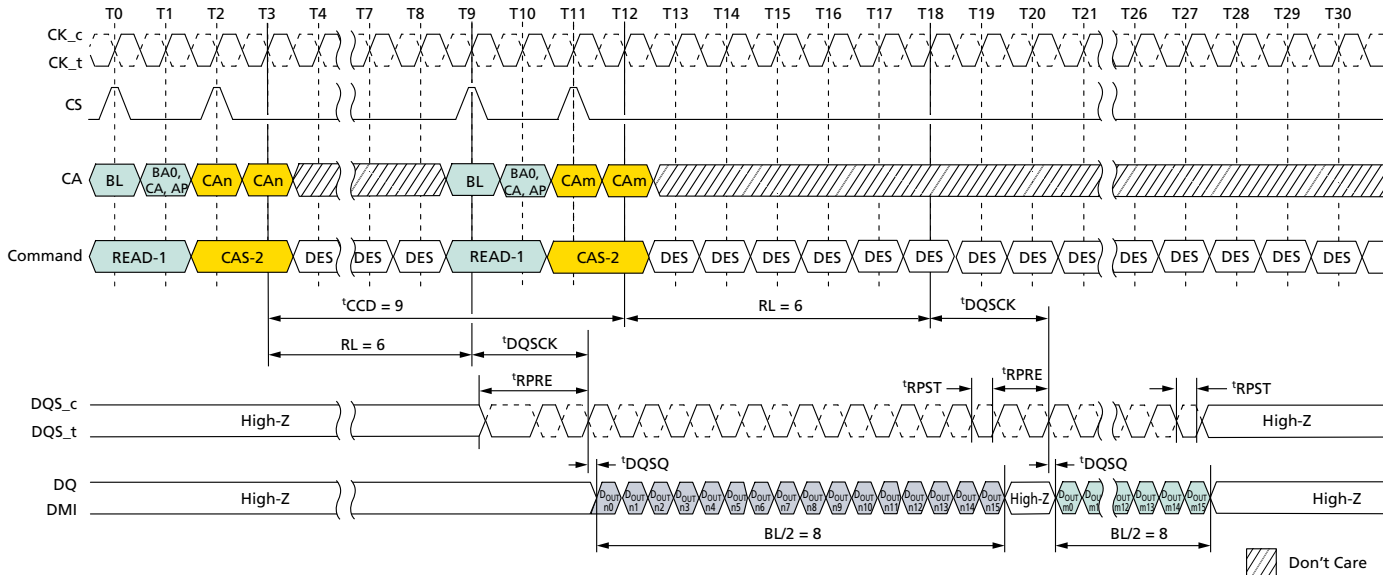 T0 T1 T2 T3 T4 T7 T8 T9 T10 T11 T12 T13 T14 T15 T16 T17 T18 T19 T20 T21 T26 T27 T28 T29 T30
CK_c
CK_t
CS
CA BL BA0, CA, AP CAn CAn BL BA0, CA, AP CAm CAm
Command READ-1 CAS-2 DES DES DES READ-1 CAS-2 DES DES DES DES DES DES DES DES DES DES DES DES DES DES
tCCD = 9 RL = 6 tDQSCK
RL = 6 tDQSCK
tRPRE tRPST tRPRE tRPST
DQS_c
DQS_t
High-Z High-Z
tDQSQ tDQSQ
DQ
DMI
High-Z DOUT n0 DOUT n1 DOUT n2 DOUT n3 DOUT n4 DOUT n5 DOUT n6 DOUT n7 DOUT n8 DOUT n9 DOUT n10 DOUT n11 DOUT n12 DOUT n13 DOUT n14 DOUT n15 High-Z DOUT m0 DOUT m1 DOUT m12 DOUT m13 DOUT m14 DOUT m15 High-Z
BL/2 = 8 BL/2 = 8
Don't Care